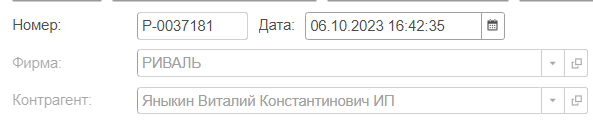 Номер: Р-0037181 Дата: 06.10.2023 16:42:35
Фирма: РИВАЛЬ
Контрагент: Яныкин Виталий Константинович ИП